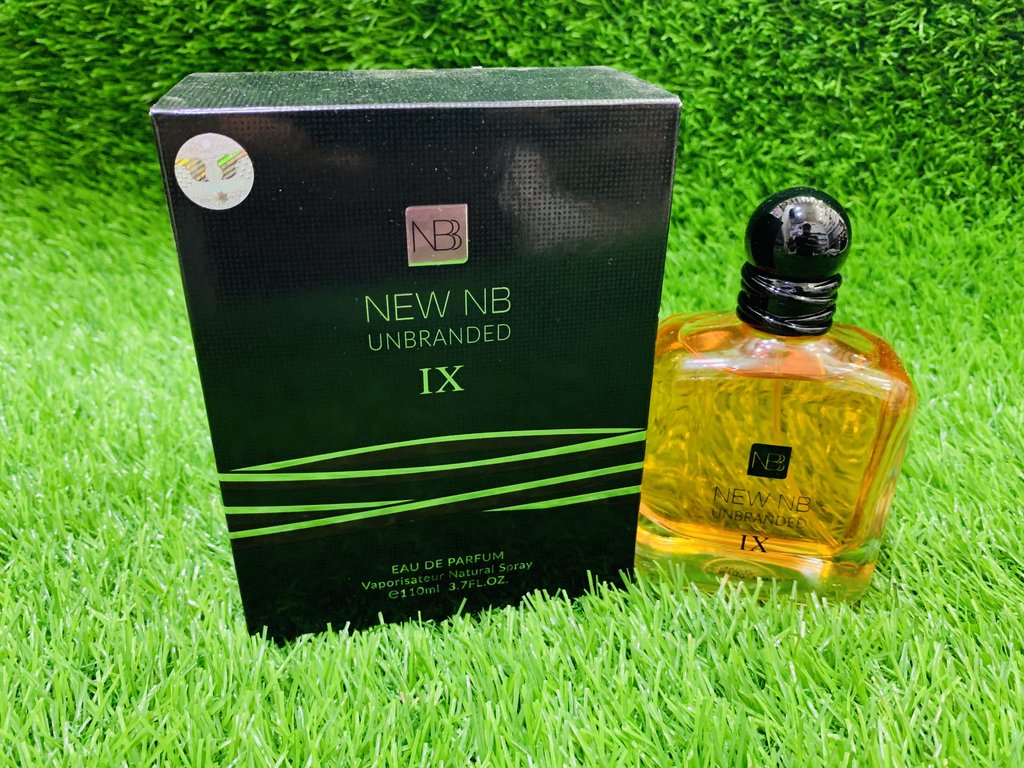 NB
NEW NB
UNBRANDED
IX
EAU DE PARFUM
Vaporisateur Natural Spray
℮110ml 3.7FL.OZ.
NB
NEW NB
UNBRANDED
IX